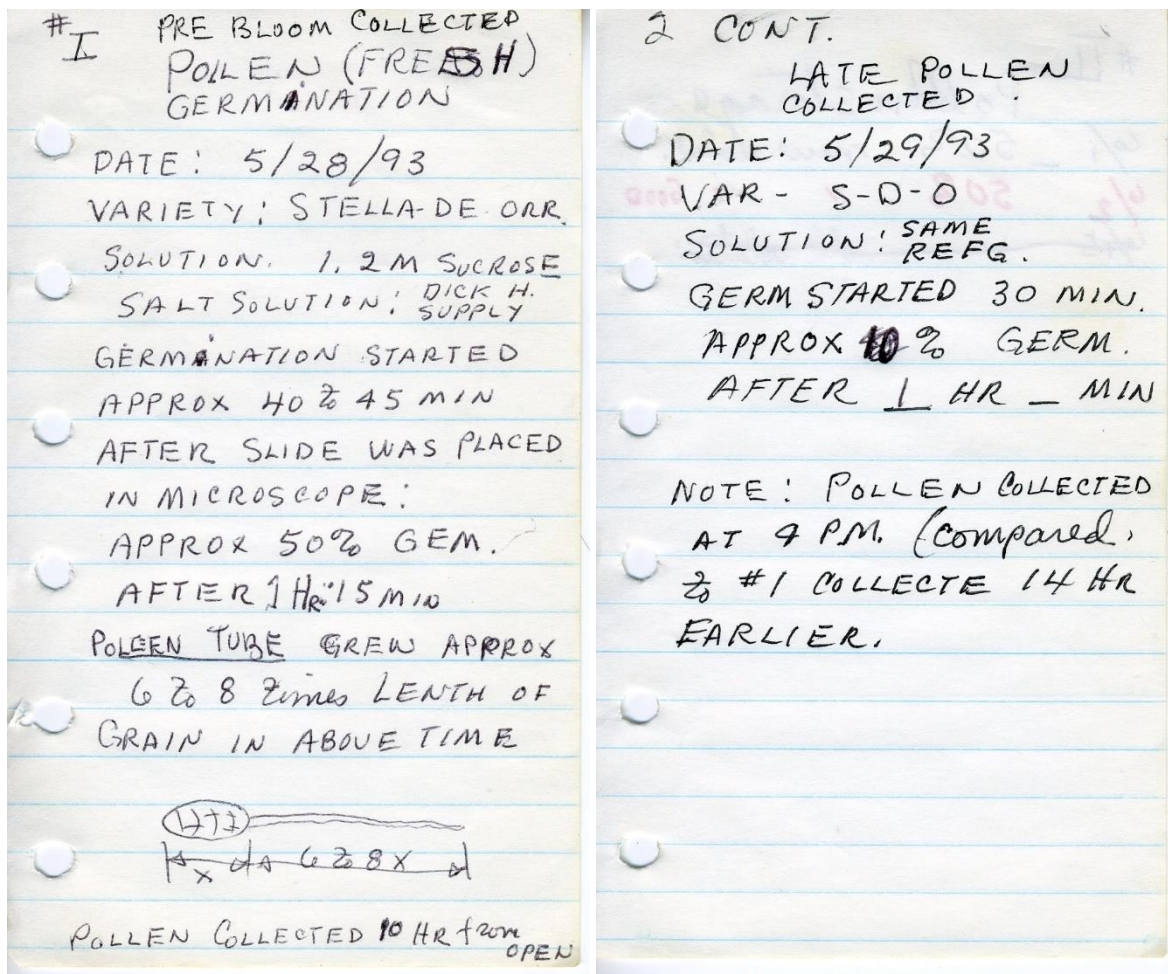 # I PRE BLOOM COLLECTED
POLLEN (FRESH)
GERMINATION
DATE: 5/28/93
VARIETY: STELLA-DE ORR.
SOLUTION. 1.2M SUCROSE
SALT SOLUTION: DICK H.
SUPPLY
GERMINATION STARTED
APPROX 40 to 45 MIN
AFTER SLIDE WAS PLACED
IN MICROSCOPE:
APPROX 50% GEM.
AFTER 1 HR: 15 MIN
POLEEN TUBE GREW APPROX
6 to 8 times LENTH OF
GRAIN IN ABOUE TIME
x 6 to 8 X
POLLEN COLLECTED 10 HR from
OPEN
2 CONT.
LATE POLLEN
COLLECTED.
DATE: 5/29/93
VAR - S-D-O
SOLUTION: SAME
REFG.
GERM STARTED 30 MIN.
APPROX 10% GERM.
AFTER 1 HR _ MIN
NOTE: POLLEN COLLECTED
AT 9 P.M. (compared.
to #1 COLLECTE 14 HR
EARLIER.